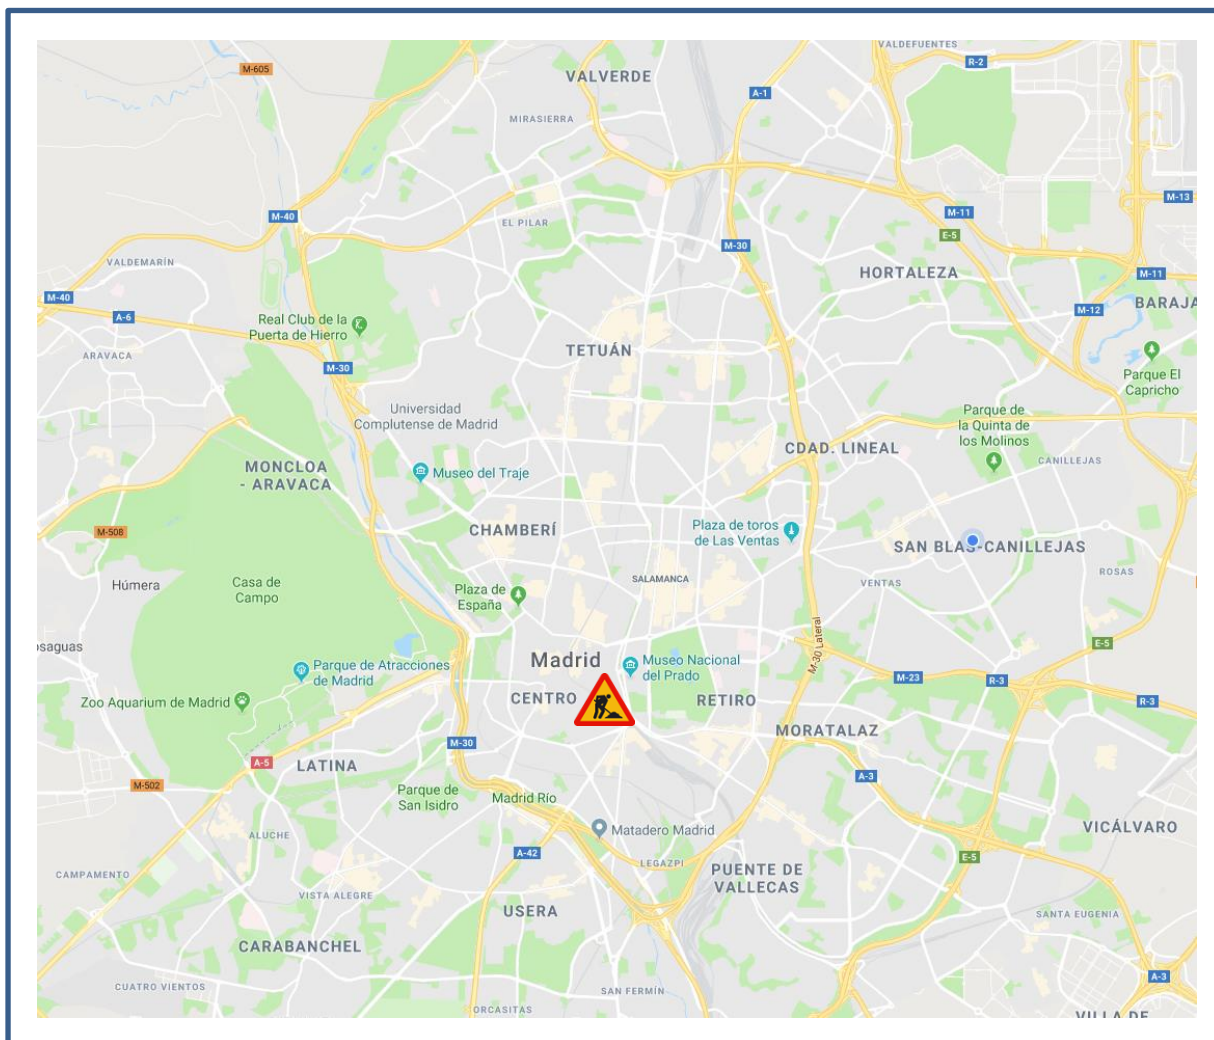 VALDEFUENTES
R-2
M-605
VALVERDE
A-1
MIRASIERRA
M-13
M-40
M-11
EL PILAR
E-5
M-30
VALDEMARÍN
HORTALEZA
M-11
M-40
BARAJA
A-6
M-12
Real Club de la
Puerta de Hierro
TETUÁN
ARAVACA
M-30
Parque El
Capricho
Universidad
Complutense de Madrid
Parque de
la Quinta de
los Molinos
CDAD. LINEAL
CANILLEJAS
MONCLOA
- ARAVACA
Museo del Traje
M-508
CHAMBERÍ
Plaza de toros
de Las Ventas
SAN BLAS-CANILLEJAS
Húmera
Casa de
Campo
SALAMANCA
VENTAS
ROSAS
Plaza de
España
M-30 Lateral
osaguas
E-5
Madrid
Museo Nacional
del Prado
Parque de Atracciones
de Madrid
M-23
R-3
Zoo Aquarium de Madrid
CENTRO
RETIRO
R-3
MORATALAZ
M-30
A-5
LATINA
A-3
M-502
Parque de
San Isidro
Madrid Río
Matadero Madrid
VICÁLVARO
ALUCHE
A-42
LEGAZPI
E-5
CAMPAMENTO
PUENTE DE
VALLECAS
VISTA ALEGRE
USERA
SANTA EUGENIA
CARABANCHEL
A-3
CUATRO VIENTOS
SAN FERMÍN
ORCASITAS
VILLA DE